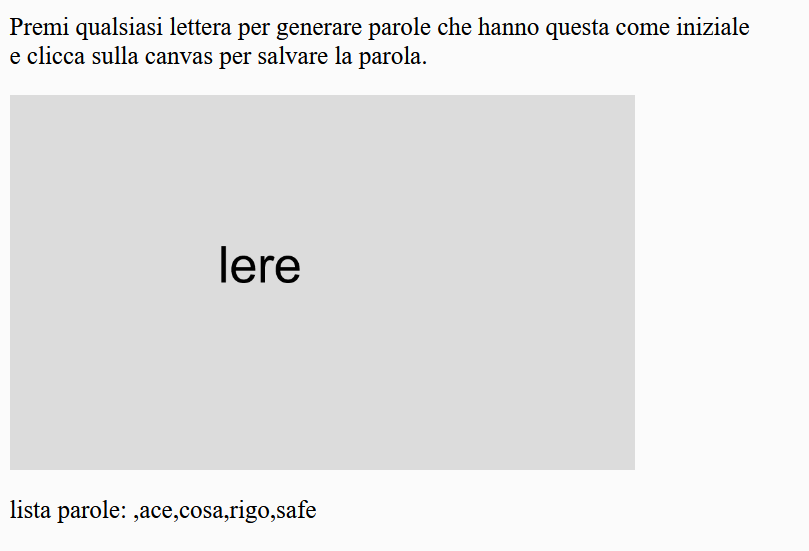 Premi qualsiasi lettera per generare parole che hanno questa come iniziale
e clicca sulla canvas per salvare la parola.
lere
lista parole: ,ace,cosa,rigo,safe